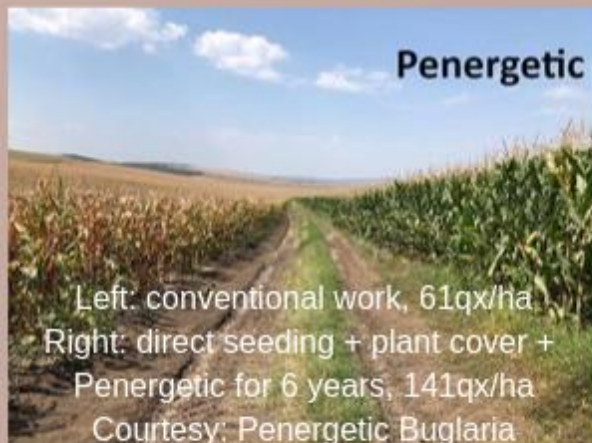 Penergetic
Left: conventional work, 61qx/ha
Right: direct seeding + plant cover +
Penergetic for 6 years, 141qx/ha
Courtesy: Penergetic Buglaria